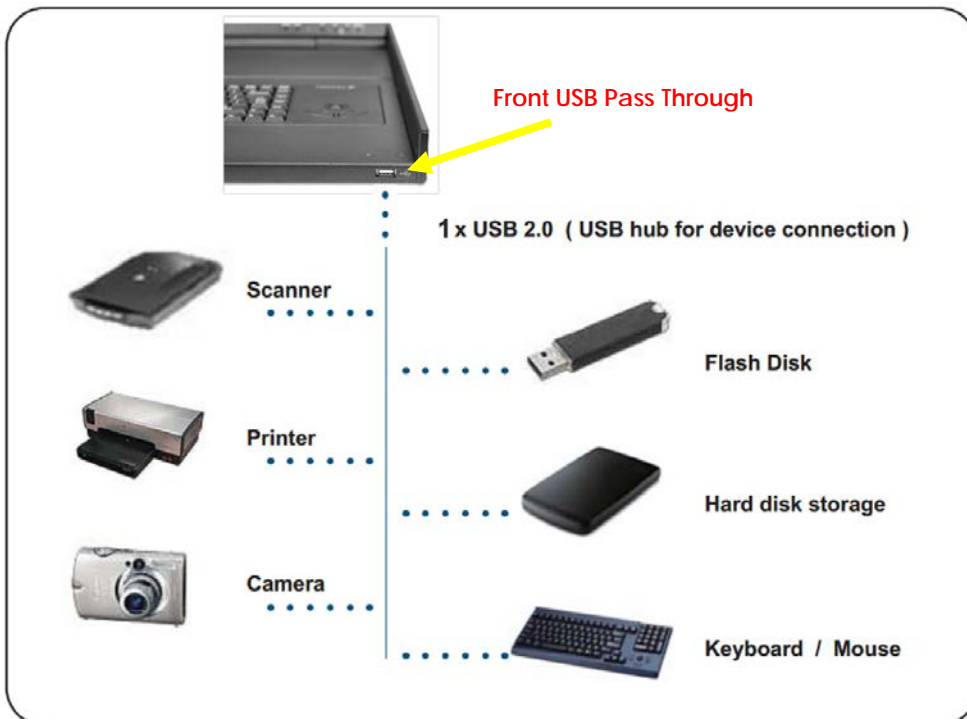 Front USB Pass Through
1 x USB 2.0 ( USB hub for device connection )
Scanner
Flash Disk
Printer
Hard disk storage
Camera
Keyboard / Mouse